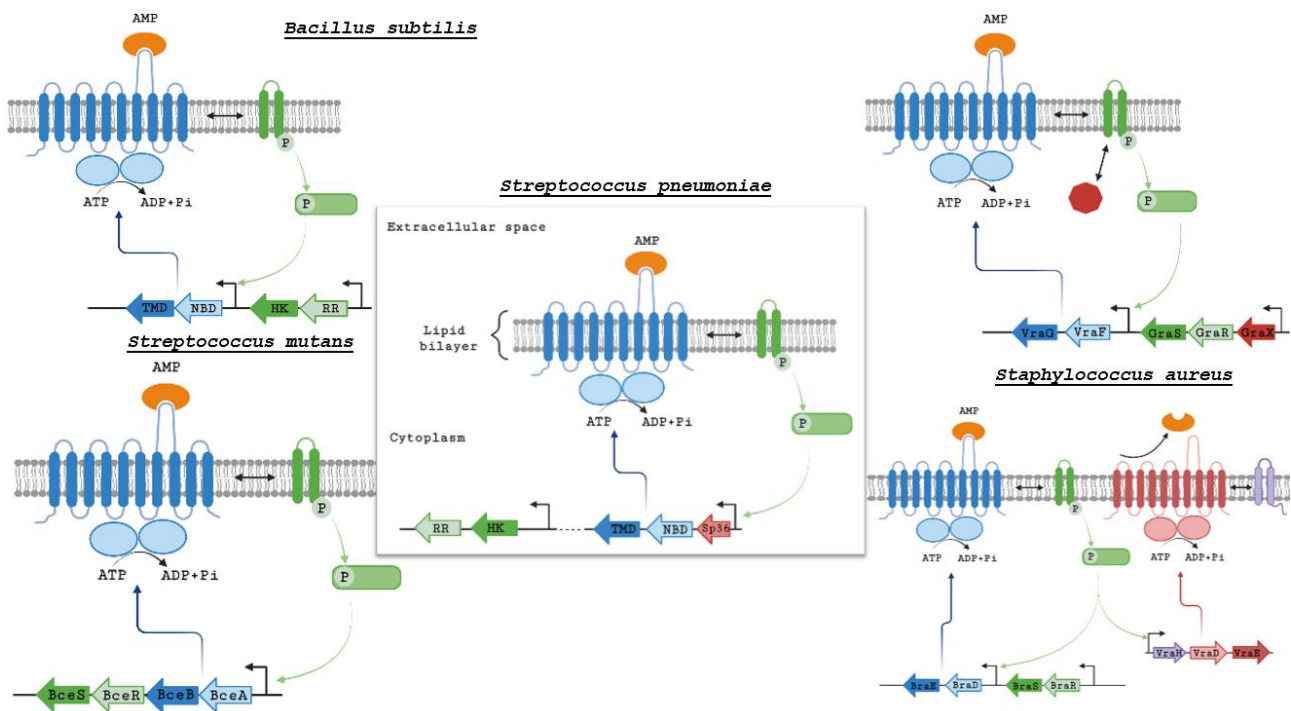 Bacillus subtilis
AMP
P
ATP
ADP+Pi
P
TMD
NBD
HK
RR
Streptococcus mutans
AMP
P
ATP
ADP+Pi
P
BceS
BceR
BceB
BceA
Streptococcus pneumoniae
Extracellular space
AMP
Lipid
bilayer
P
ATP
ADP+Pi
P
Cytoplasm
RR
HK
TMD
NBD
Sp36
AMP
P
ATP
ADP+Pi
P
VraG
VraF
GraS
GraR
GraX
Staphylococcus aureus
AMP
P
ATP
ADP+Pi
P
ATP
ADP+Pi
VraH
VraD
VraE
BraE
BraD
BraS
BraR